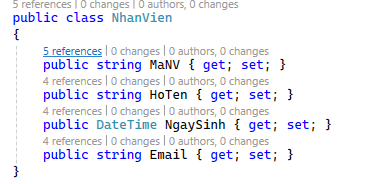 5 references | 0 changes | 0 authors, 0 changes
public class NhanVien
{
5 references | 0 changes | 0 authors, 0 changes
public string MaNV { get; set; }
4 references | 0 changes | 0 authors, 0 changes
public string HoTen { get; set; }
4 references | 0 changes | 0 authors, 0 changes
public DateTime NgaySinh { get; set; }
4 references | 0 changes | 0 authors, 0 changes
public string Email { get; set; }
}